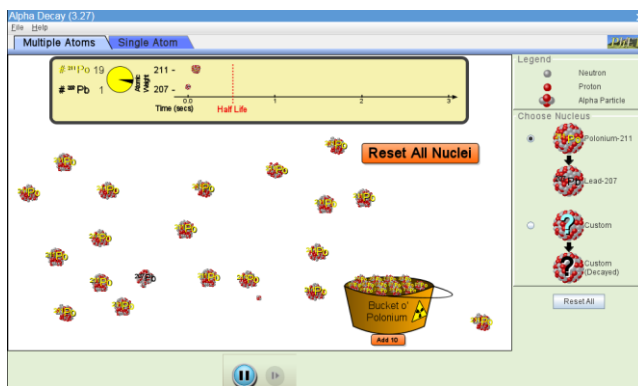 Alpha Decay (3.27)
File Help
Multiple Atoms
Single Atom
# ²¹¹Po 19
# ²⁰⁷Pb 1
Atomic
Weight
211 -
207 -
0.0 1 2 3
Time (secs)
Half Life
Reset All Nuclei
Bucket o'
Polonium
Add 10
Legend
Neutron
Proton
Alpha Particle
Choose Nucleus
Polonium-211
Pb
Lead-207
?
Custom
?
Custom
(Decayed)
Reset All